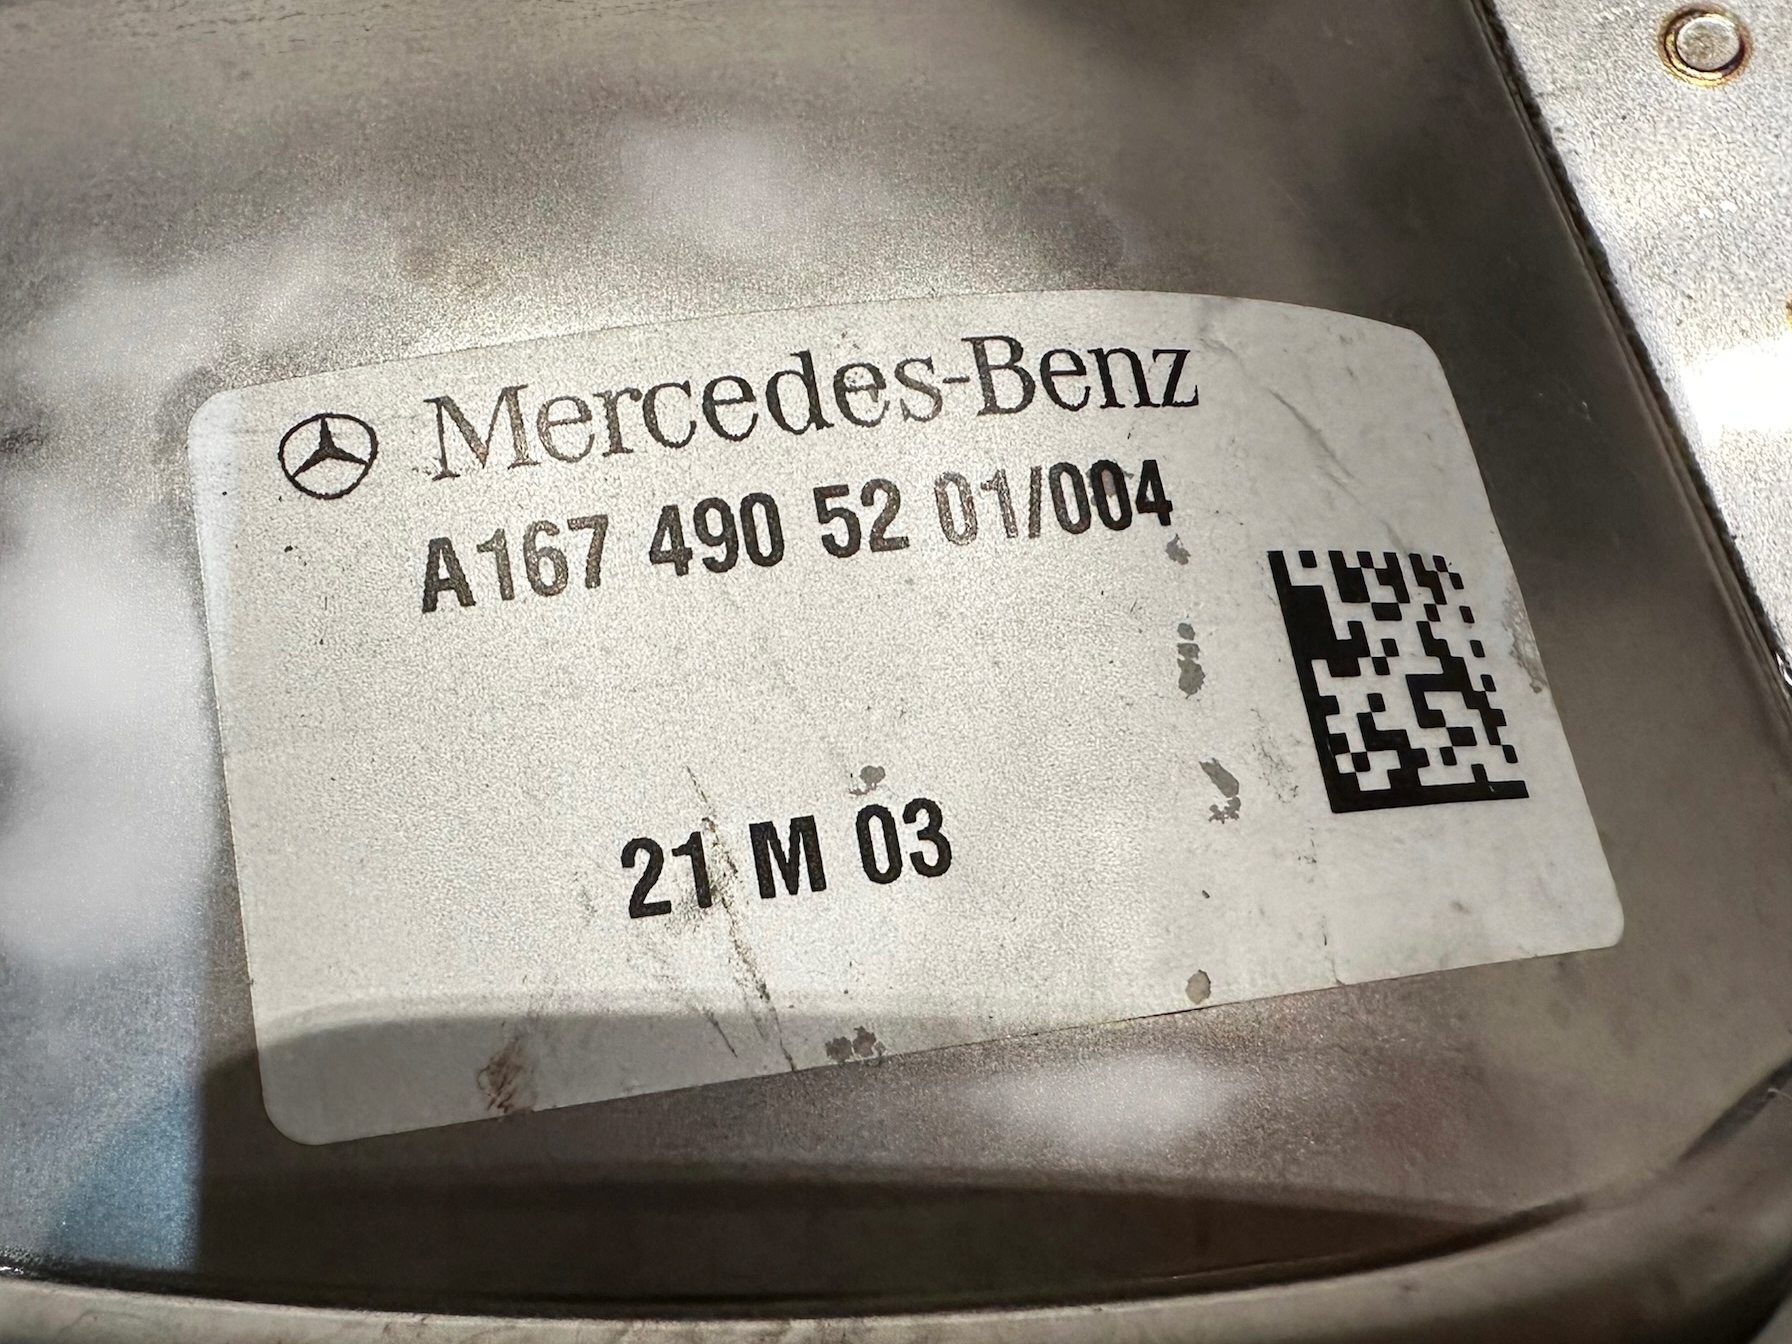 Mercedes-Benz
A167 490 52 01/004
21 M 03